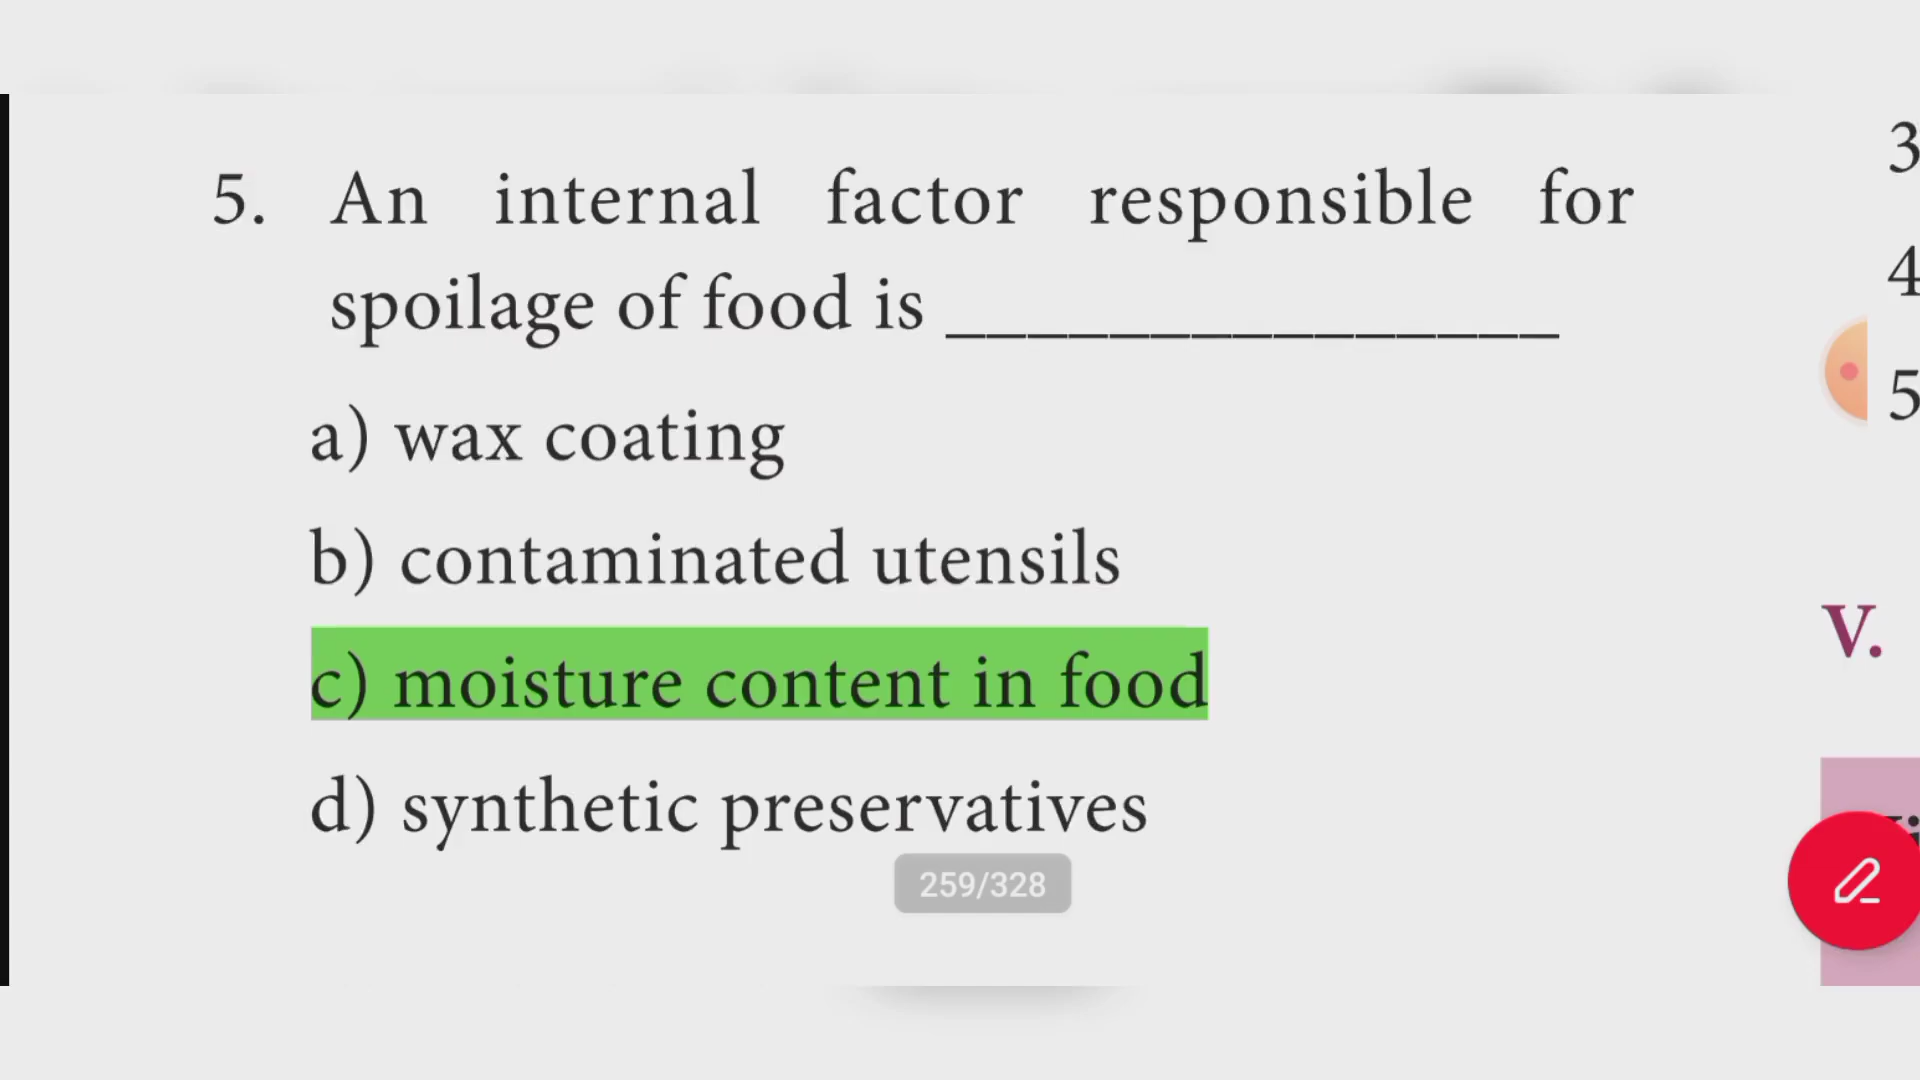 5. An internal factor responsible for
spoilage of food is _______________
a) wax coating
b) contaminated utensils
c) moisture content in food
d) synthetic preservatives
259/328
3
4
5
V.